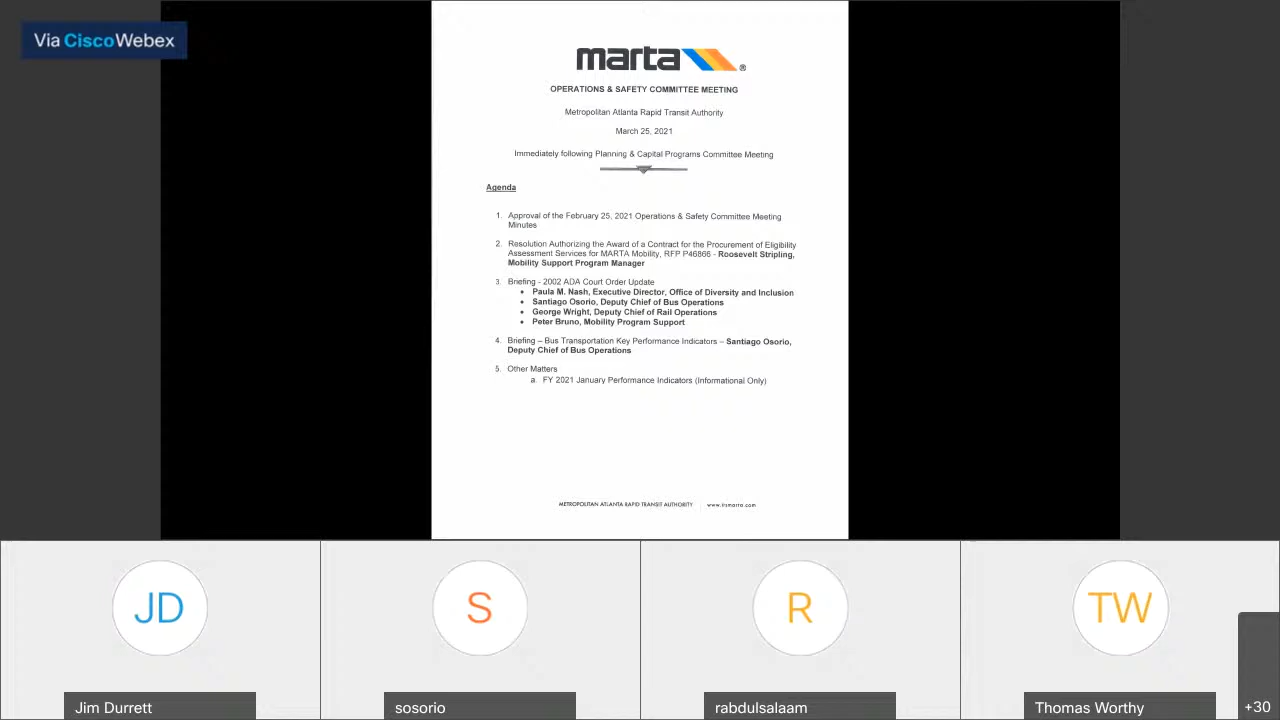 Via Cisco Webex
marta ®
OPERATIONS & SAFETY COMMITTEE MEETING
Metropolitan Atlanta Rapid Transit Authority
March 25, 2021
Immediately following Planning & Capital Programs Committee Meeting
Agenda
1. Approval of the February 25, 2021 Operations & Safety Committee Meeting
Minutes
2. Resolution Authorizing the Award of a Contract for the Procurement of Eligibility
Assessment Services for MARTA Mobility, RFP P46866 - Roosevelt Stripling,
Mobility Support Program Manager
3. Briefing - 2002 ADA Court Order Update
• Paula M. Nash, Executive Director, Office of Diversity and Inclusion
• Santiago Osorio, Deputy Chief of Bus Operations
• George Wright, Deputy Chief of Rail Operations
• Peter Bruno, Mobility Program Support
4. Briefing – Bus Transportation Key Performance Indicators – Santiago Osorio,
Deputy Chief of Bus Operations
5. Other Matters
a. FY 2021 January Performance Indicators (Informational Only)
METROPOLITAN ATLANTA RAPID TRANSIT AUTHORITY | www.itsmarta.com
JD
S
R
TW
Jim Durrett
sosorio
rabdulsalaam
Thomas Worthy
+30